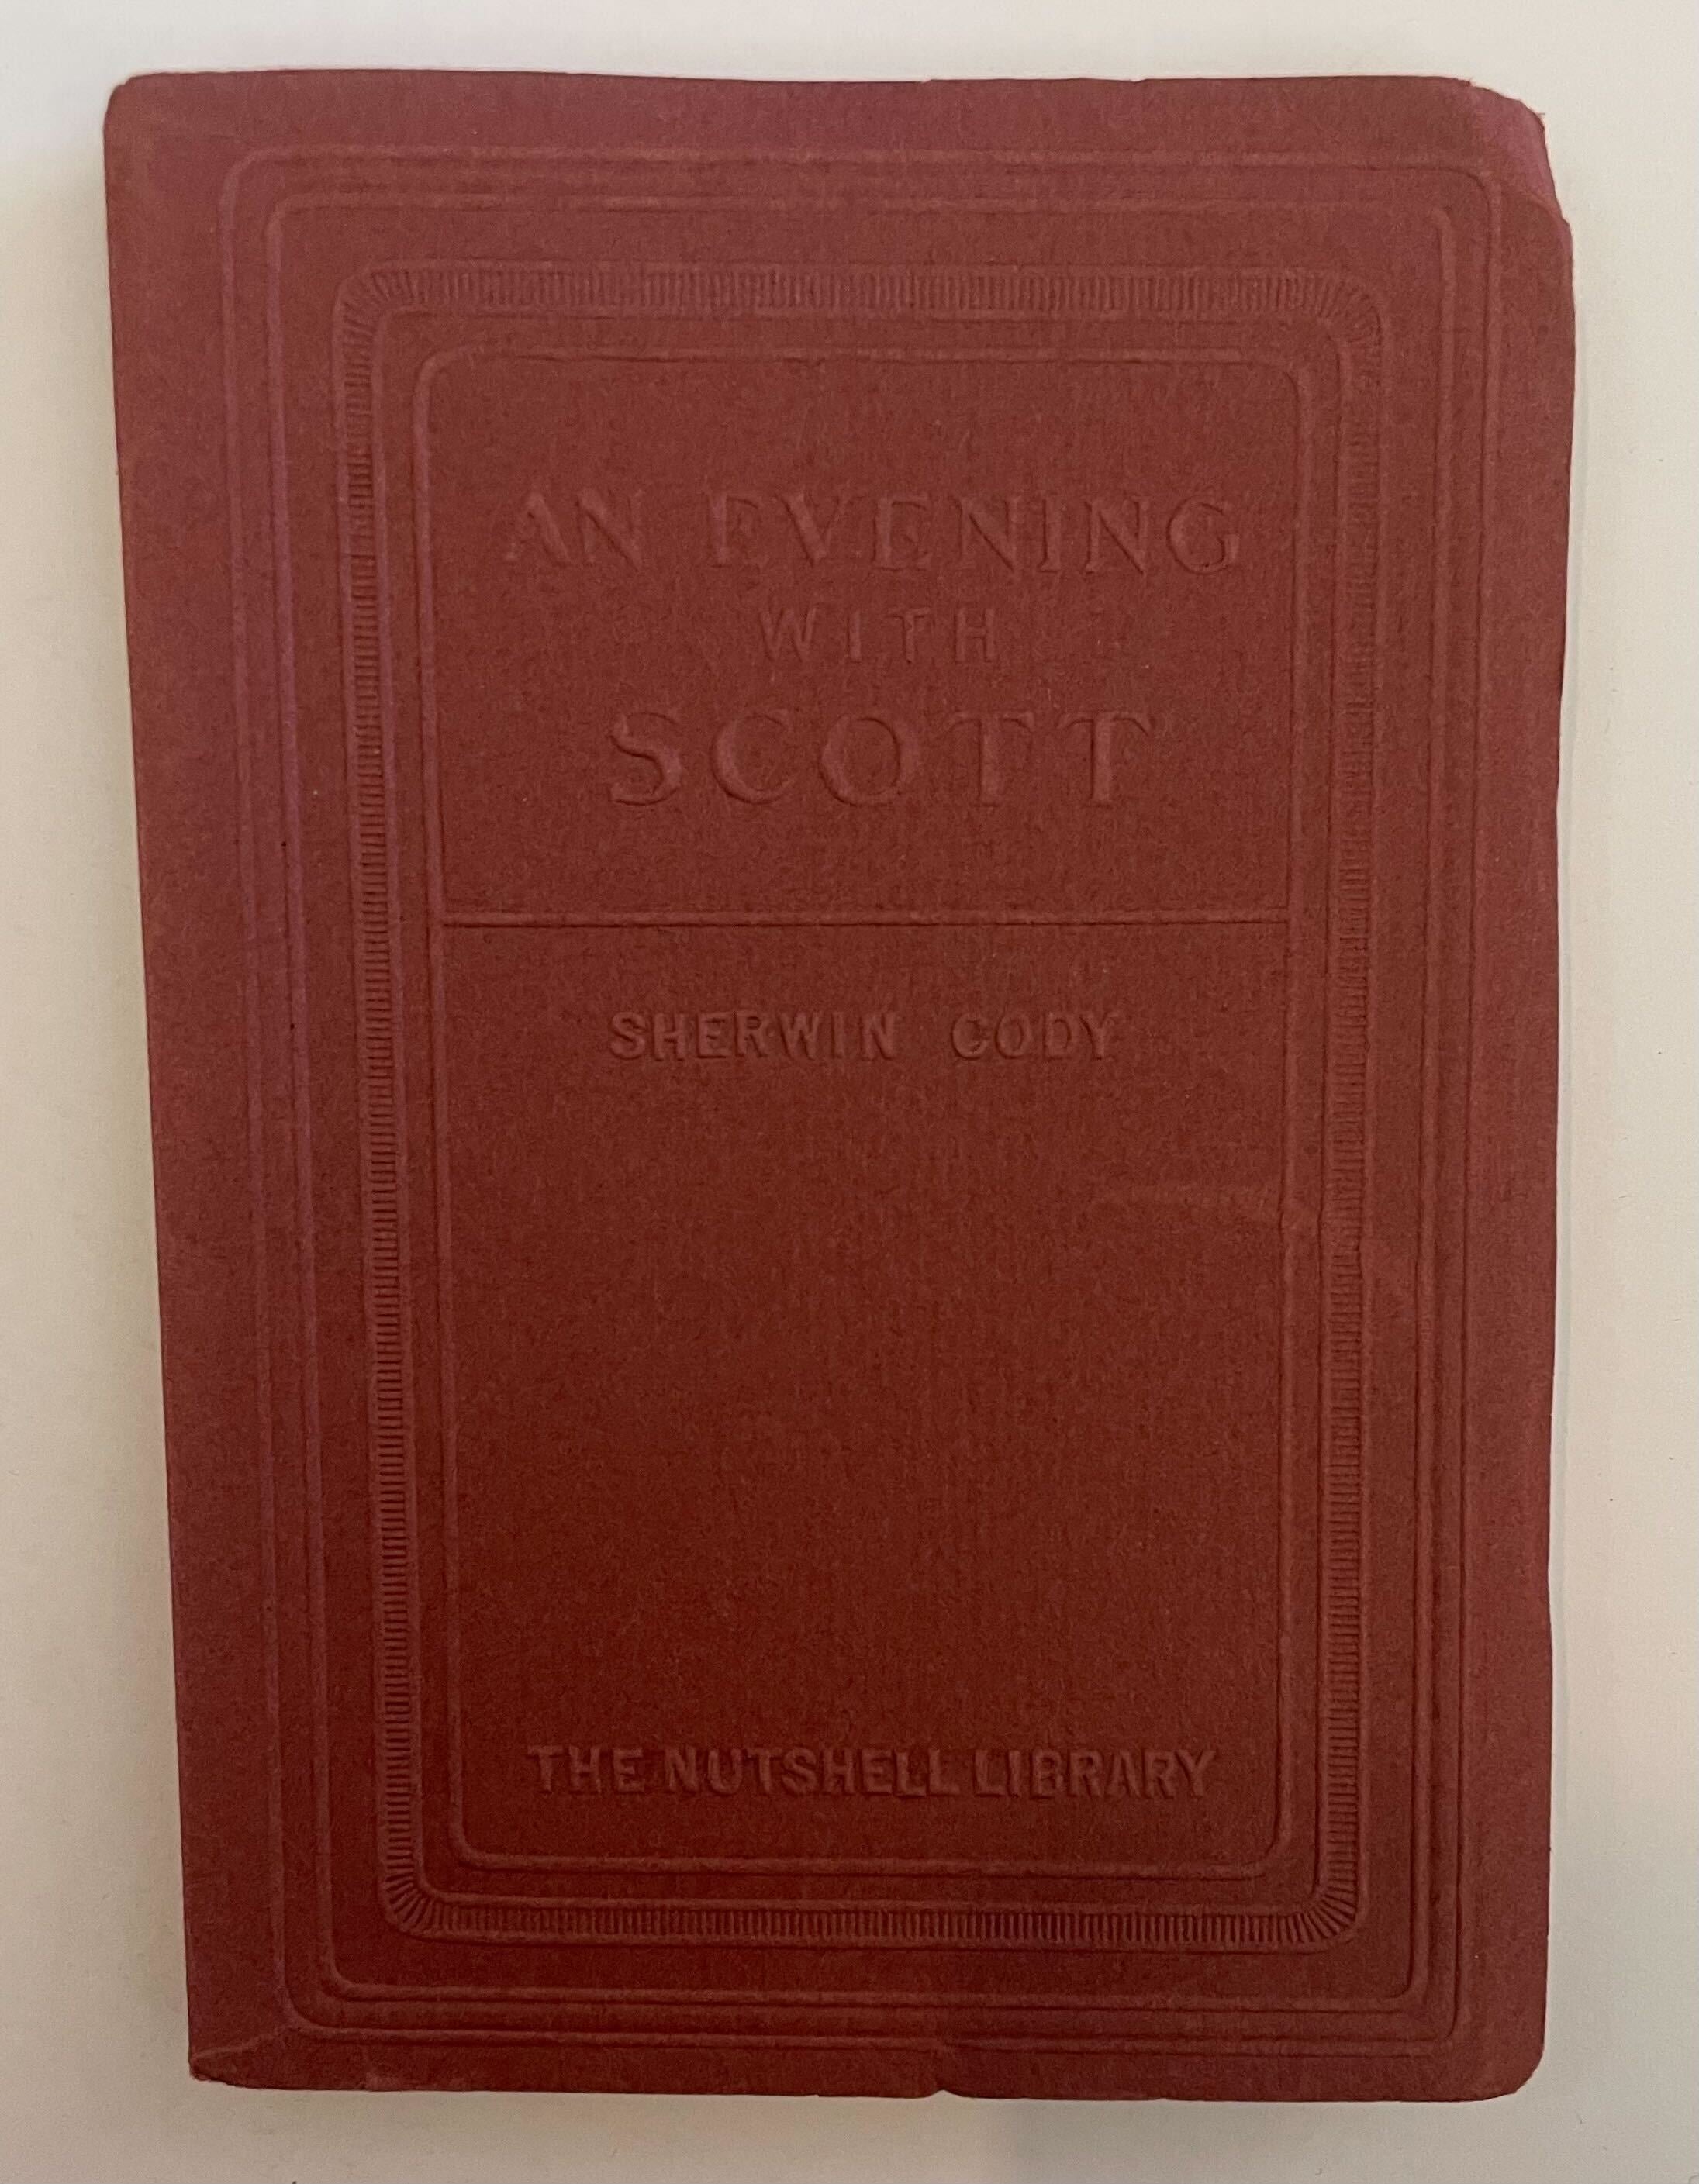 AN EVENING
WITH
SCOTT
SHERWIN CODY
THE NUTSHELL LIBRARY